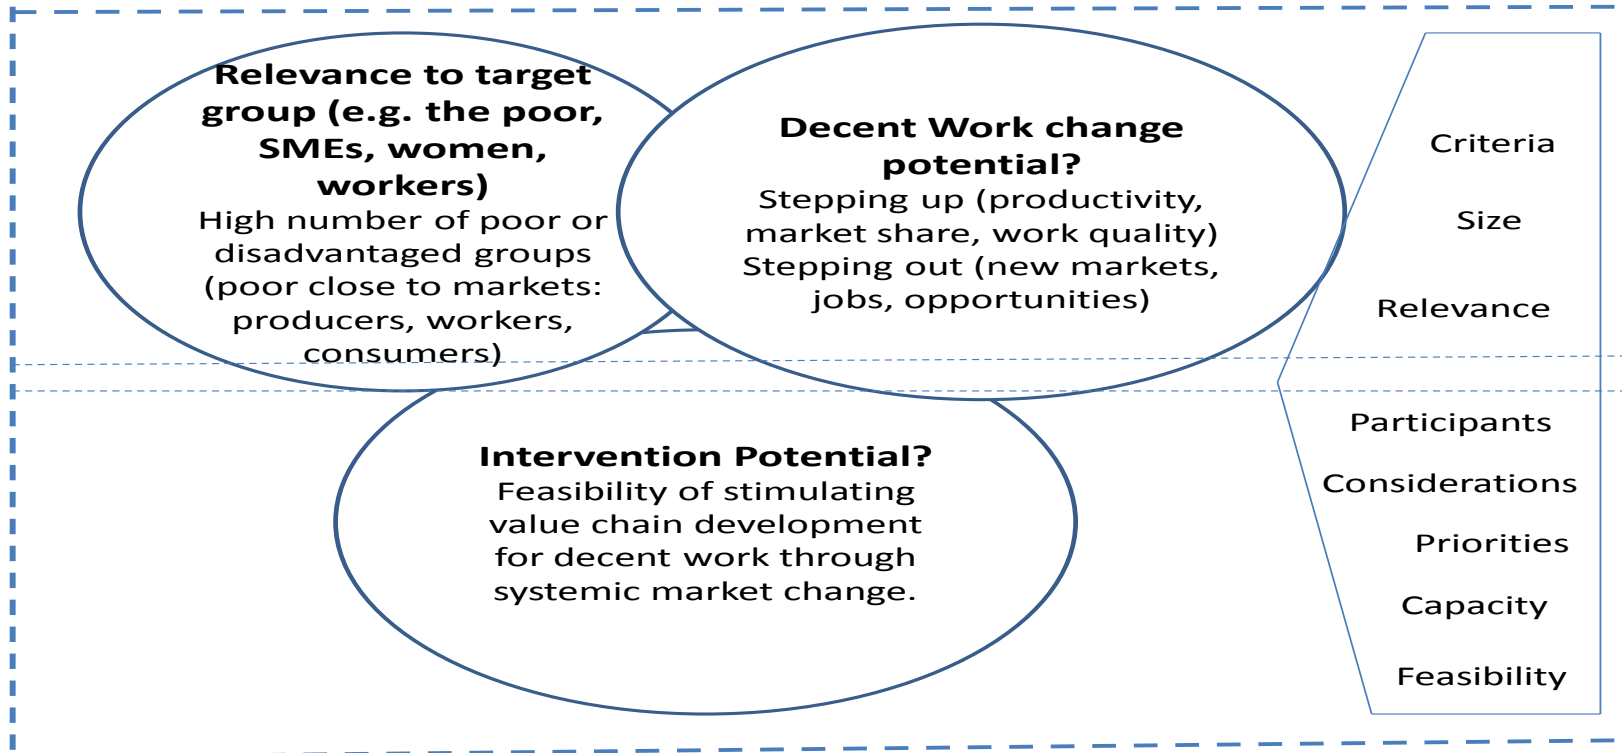 Relevance to target
group (e.g. the poor,
SMEs, women,
workers)
High number of poor or
disadvantaged groups
(poor close to markets:
producers, workers,
consumers)
Decent Work change
potential?
Stepping up (productivity,
market share, work quality)
Stepping out (new markets,
jobs, opportunities)
Intervention Potential?
Feasibility of stimulating
value chain development
for decent work through
systemic market change.
Criteria
Size
Relevance
Participants
Considerations
Priorities
Capacity
Feasibility